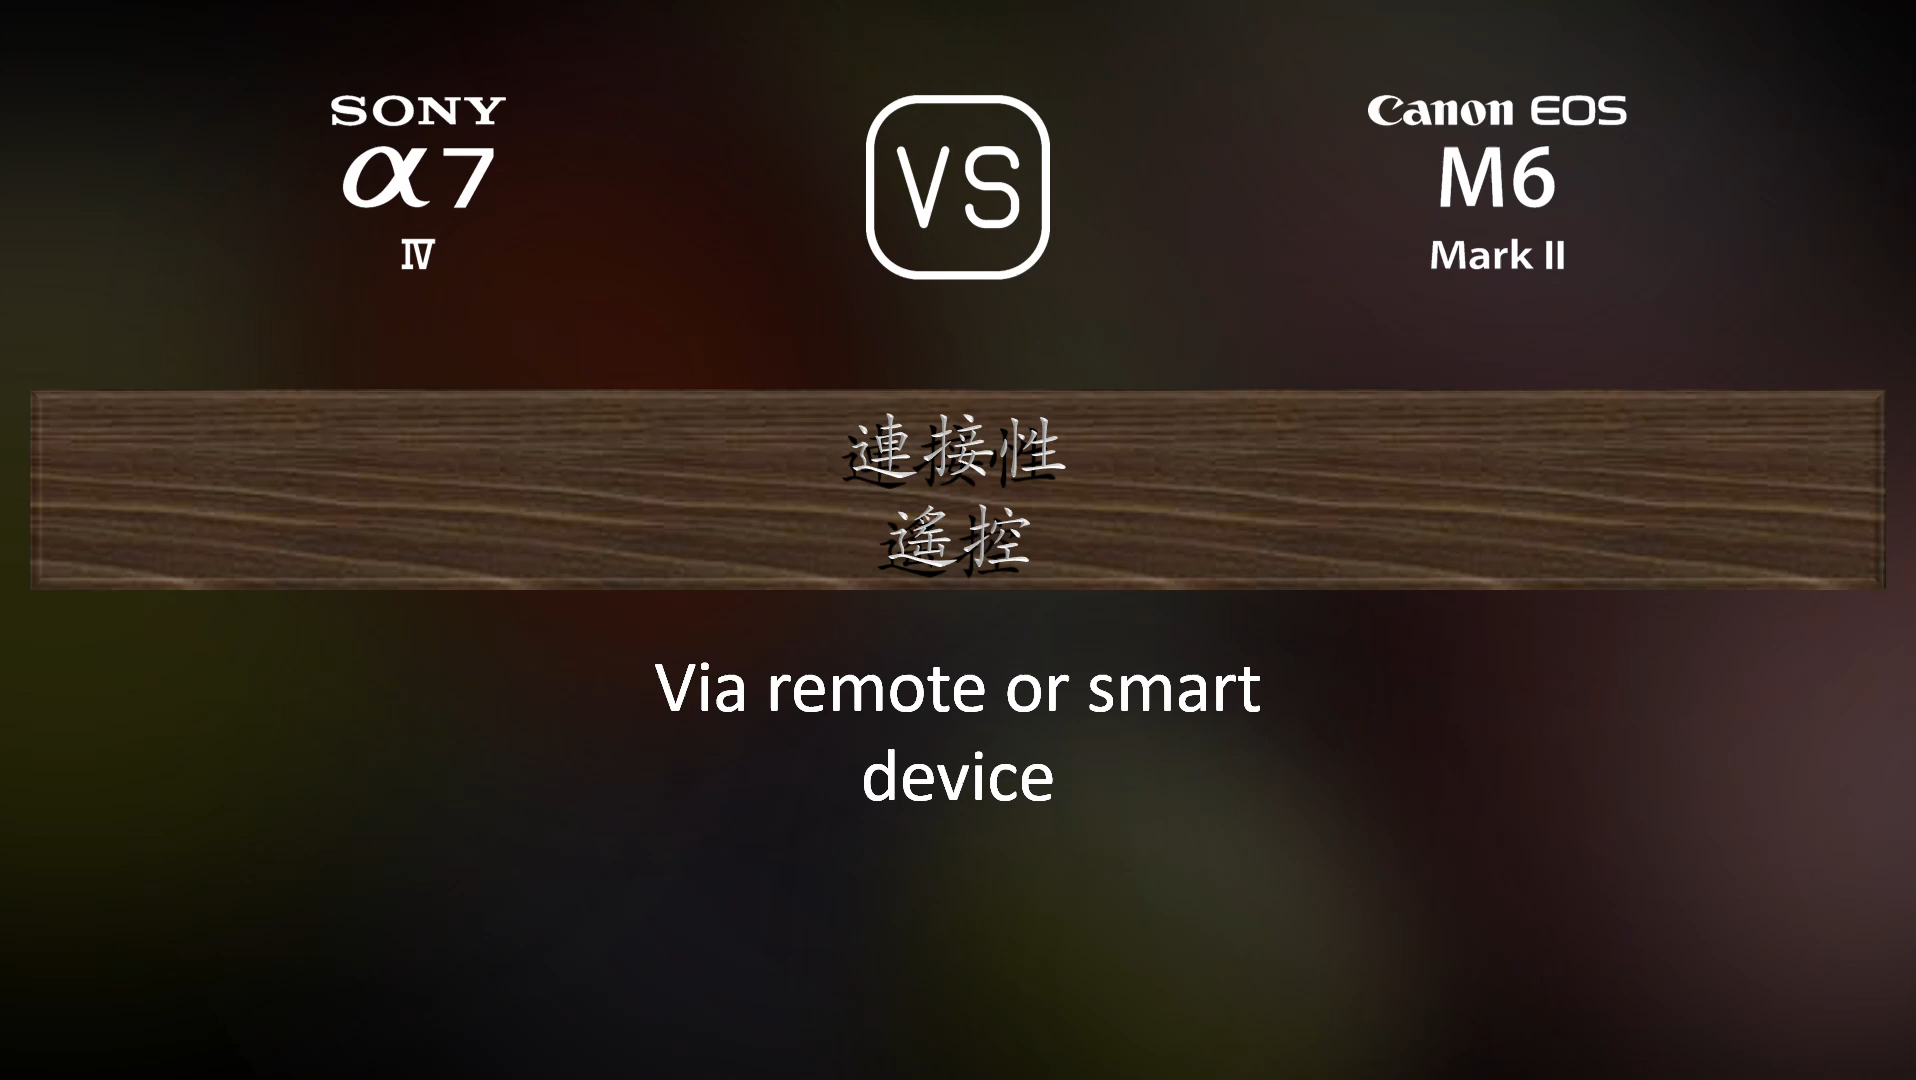 SONY
α7
IV
VS
Canon EOS
M6
Mark II
連接性
遙控
Via remote or smart
device